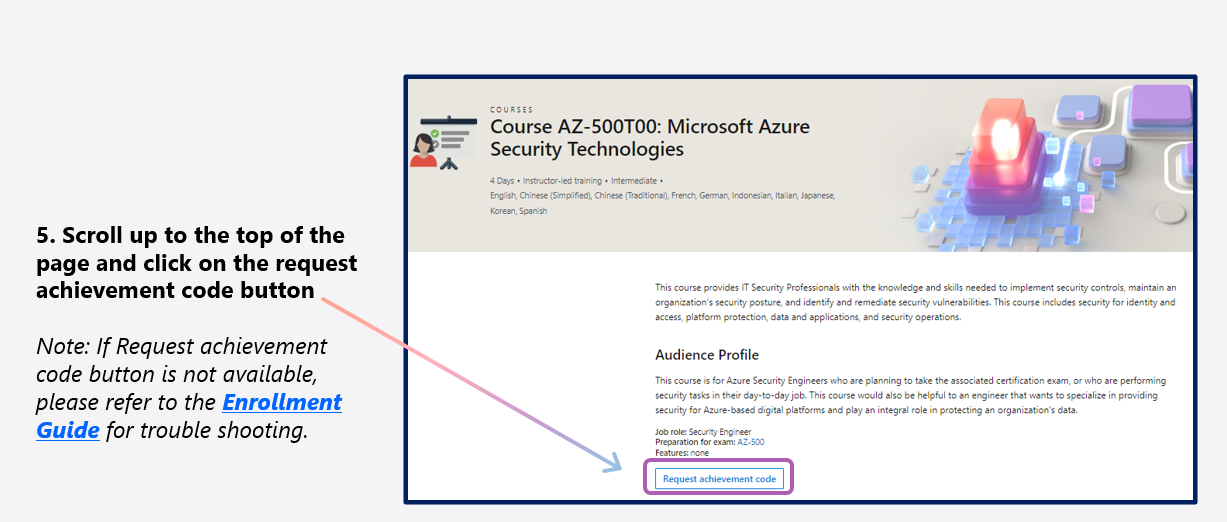 5. Scroll up to the top of the
page and click on the request
achievement code button
Note: If Request achievement
code button is not available,
please refer to the Enrollment
Guide for trouble shooting.
COURSES
Course AZ-500T00: Microsoft Azure
Security Technologies
4 Days • Instructor-led training • Intermediate •
English, Chinese (Simplified), Chinese (Traditional), French, German, Indonesian, Italian, Japanese,
Korean, Spanish
This course provides IT Security Professionals with the knowledge and skills needed to implement security controls, maintain an
organization's security posture, and identify and remediate security vulnerabilities. This course includes security for identity and
access, platform protection, data and applications, and security operations.
Audience Profile
This course is for Azure Security Engineers who are planning to take the associated certification exam, or who are performing
security tasks in their day-to-day job. This course would also be helpful to an engineer that wants to specialize in providing
security for Azure-based digital platforms and play an integral role in protecting an organization's data.
Job role: Security Engineer
Preparation for exam: AZ-500
Features: none
Request achievement code